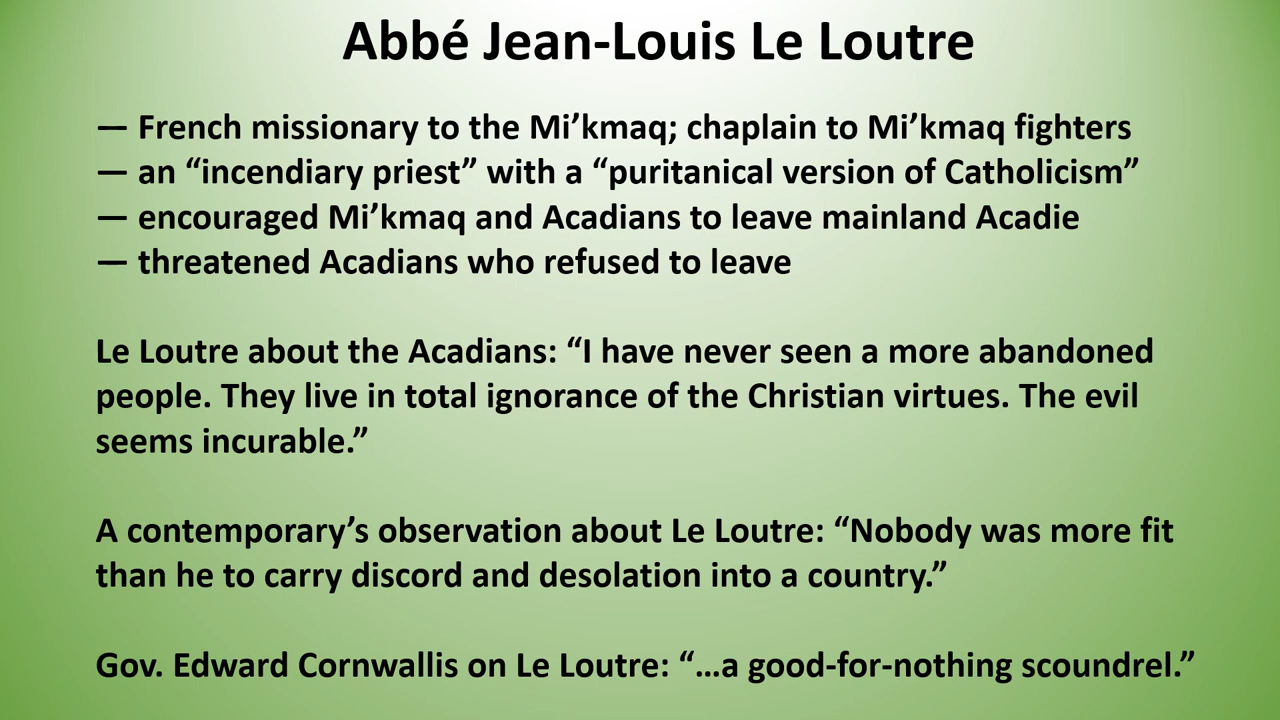 Abbé Jean-Louis Le Loutre
— French missionary to the Mi’kmaq; chaplain to Mi’kmaq fighters
— an “incendiary priest” with a “puritanical version of Catholicism”
— encouraged Mi’kmaq and Acadians to leave mainland Acadie
— threatened Acadians who refused to leave
Le Loutre about the Acadians: “I have never seen a more abandoned
people. They live in total ignorance of the Christian virtues. The evil
seems incurable.”
A contemporary’s observation about Le Loutre: “Nobody was more fit
than he to carry discord and desolation into a country.”
Gov. Edward Cornwallis on Le Loutre: “…a good-for-nothing scoundrel.”